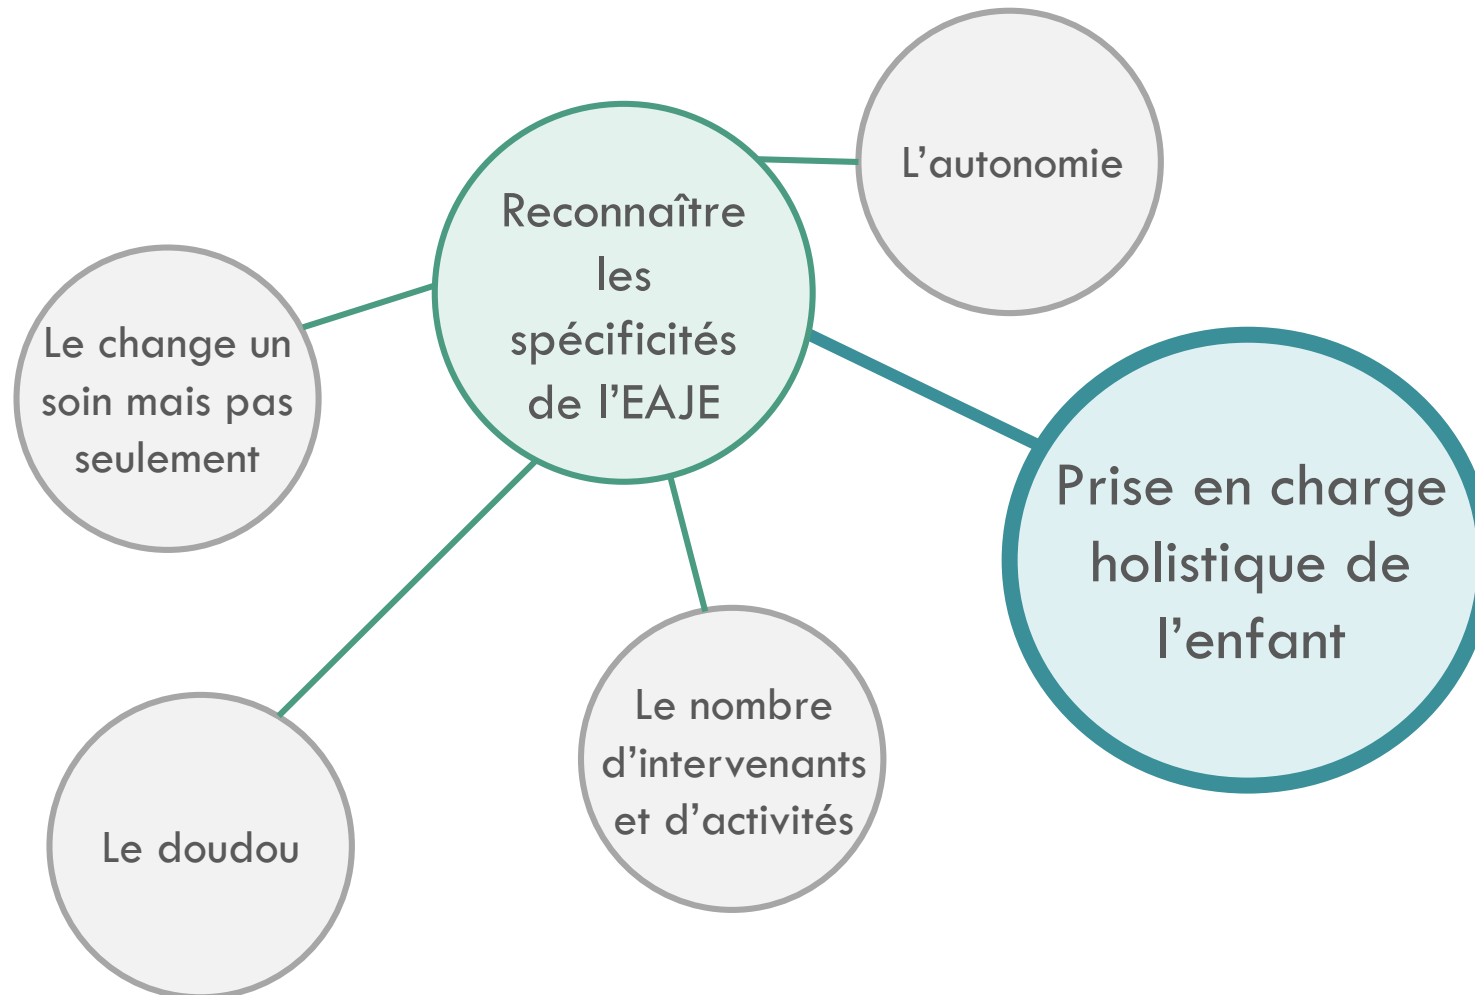 L’autonomie
Reconnaître
les
spécificités
de l’EAJE
Le change un
soin mais pas
seulement
Prise en charge
holistique de
l’enfant
Le nombre
d’intervenants
et d’activités
Le doudou